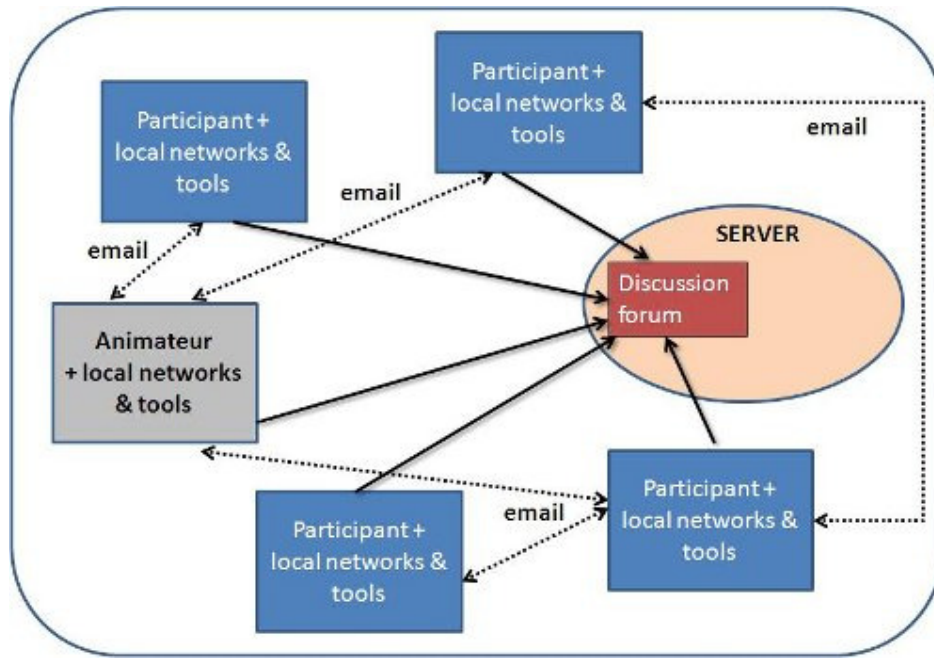 Participant +
local networks &
tools
Participant +
local networks &
tools
email
email
email
SERVER
Discussion
forum
Animateur
+ local networks
& tools
Participant +
local networks &
tools
email
Participant +
local networks &
tools